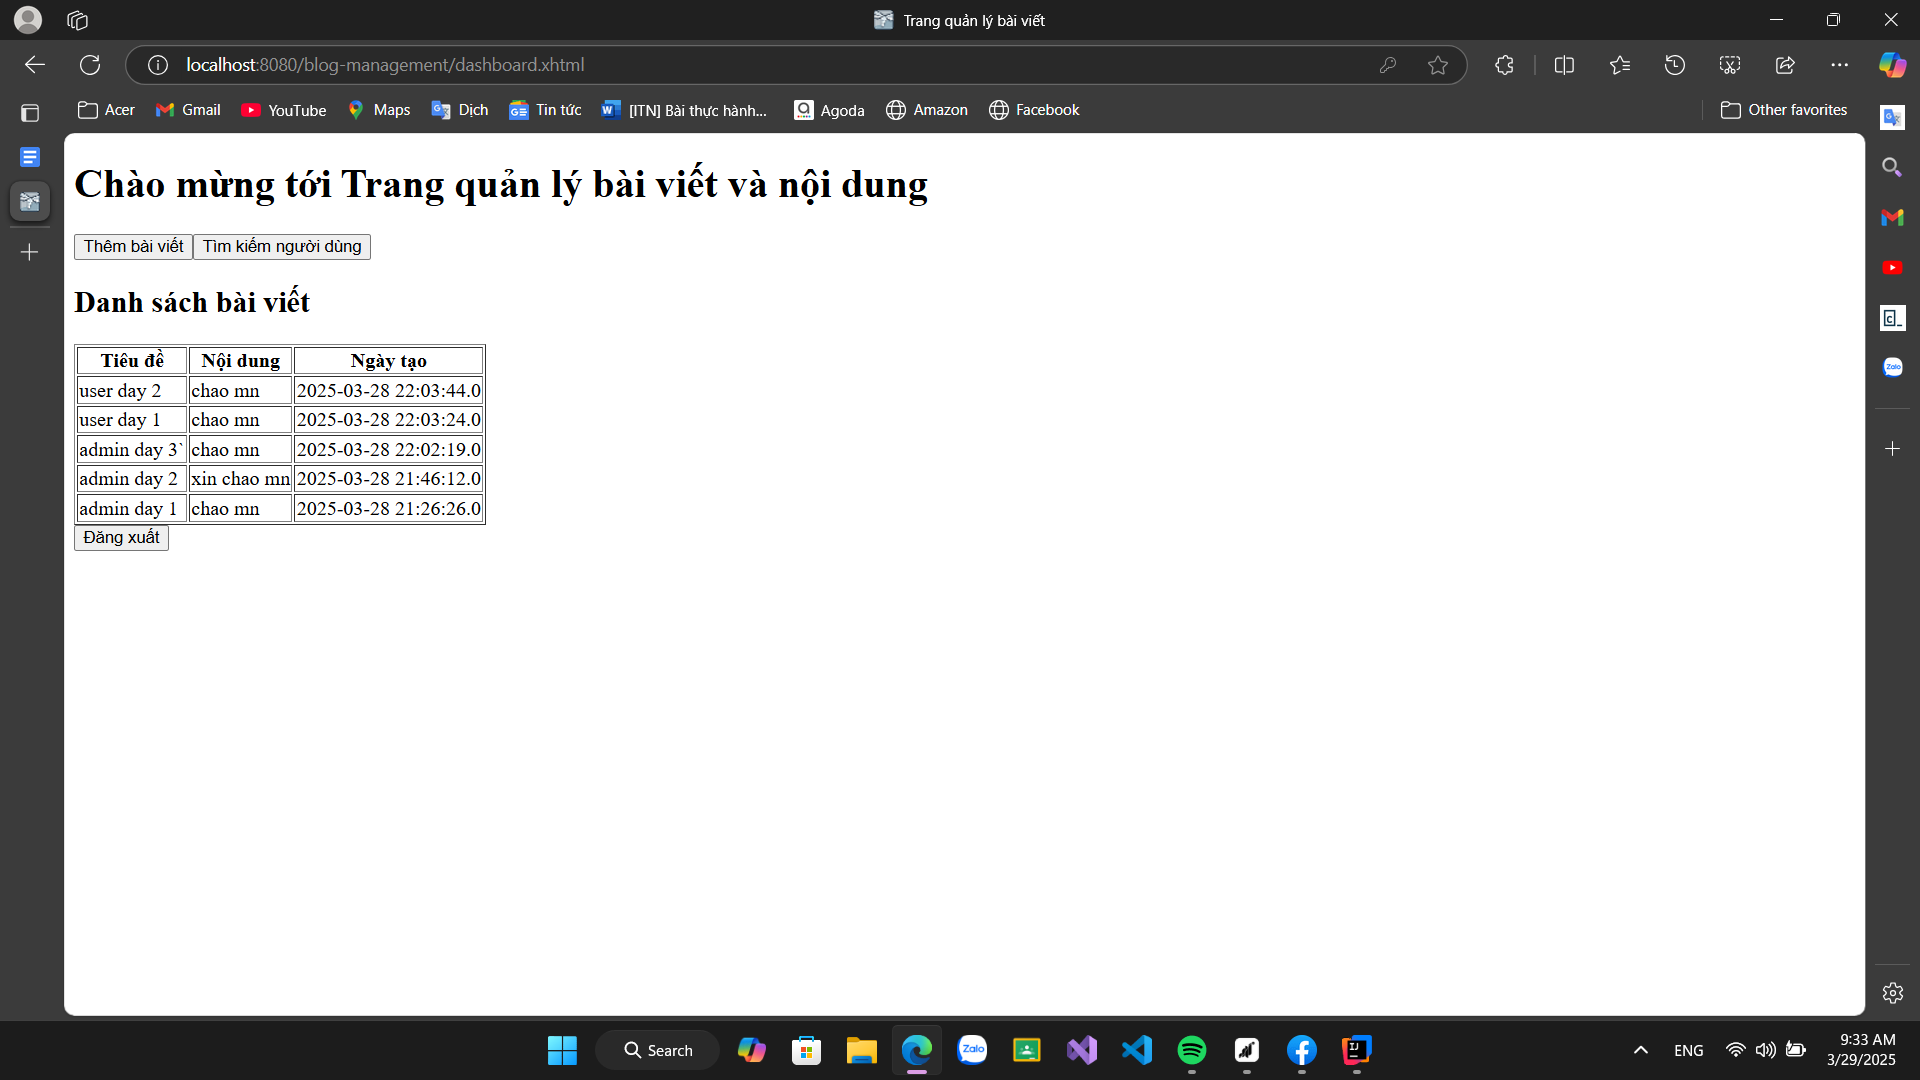 Trang quản lý bài viết
localhost:8080/blog-management/dashboard.xhtml
Acer Gmail YouTube Maps Dịch Tin tức [ITN] Bài thực hành... Agoda Amazon Facebook Other favorites
Chào mừng tới Trang quản lý bài viết và nội dung
Thêm bài viết Tìm kiếm người dùng
Danh sách bài viết
Tiêu đề Nội dung Ngày tạo
user day 2 chao mn 2025-03-28 22:03:44.0
user day 1 chao mn 2025-03-28 22:03:24.0
admin day 3` chao mn 2025-03-28 22:02:19.0
admin day 2 xin chao mn 2025-03-28 21:46:12.0
admin day 1 chao mn 2025-03-28 21:26:26.0
Đăng xuất
Zalo
Search
Zalo
ENG
9:33 AM
3/29/2025